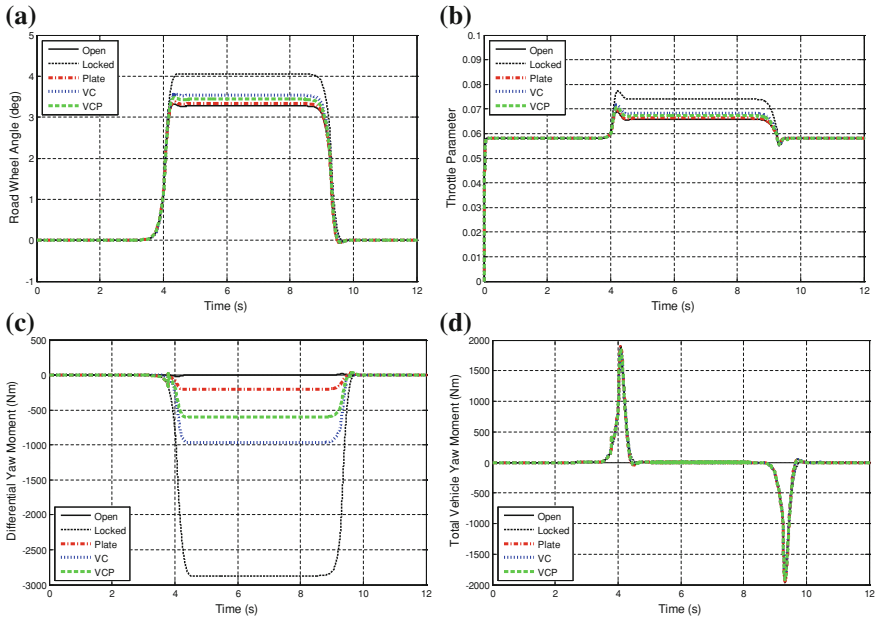 (a)
Road Wheel Angle (deg)
5
4
3
2
1
0
-1
Open
Locked
Plate
VC
VCP
0 2 4 6 8 10 12
Time (s)
(b)
Throttle Parameter
0.1
0.09
0.08
0.07
0.06
0.05
0.04
0.03
0.02
0.01
0
Open
Locked
Plate
VC
VCP
0 2 4 6 8 10 12
Time (s)
(c)
Differential Yaw Moment (Nm)
500
0
-500
-1000
-1500
-2000
-2500
-3000
Open
Locked
Plate
VC
VCP
0 2 4 6 8 10 12
Time (s)
(d)
Total Vehicle Yaw Moment (Nm)
2000
1500
1000
500
0
-500
-1000
-1500
-2000
Open
Locked
Plate
VC
VCP
0 2 4 6 8 10 12
Time (s)